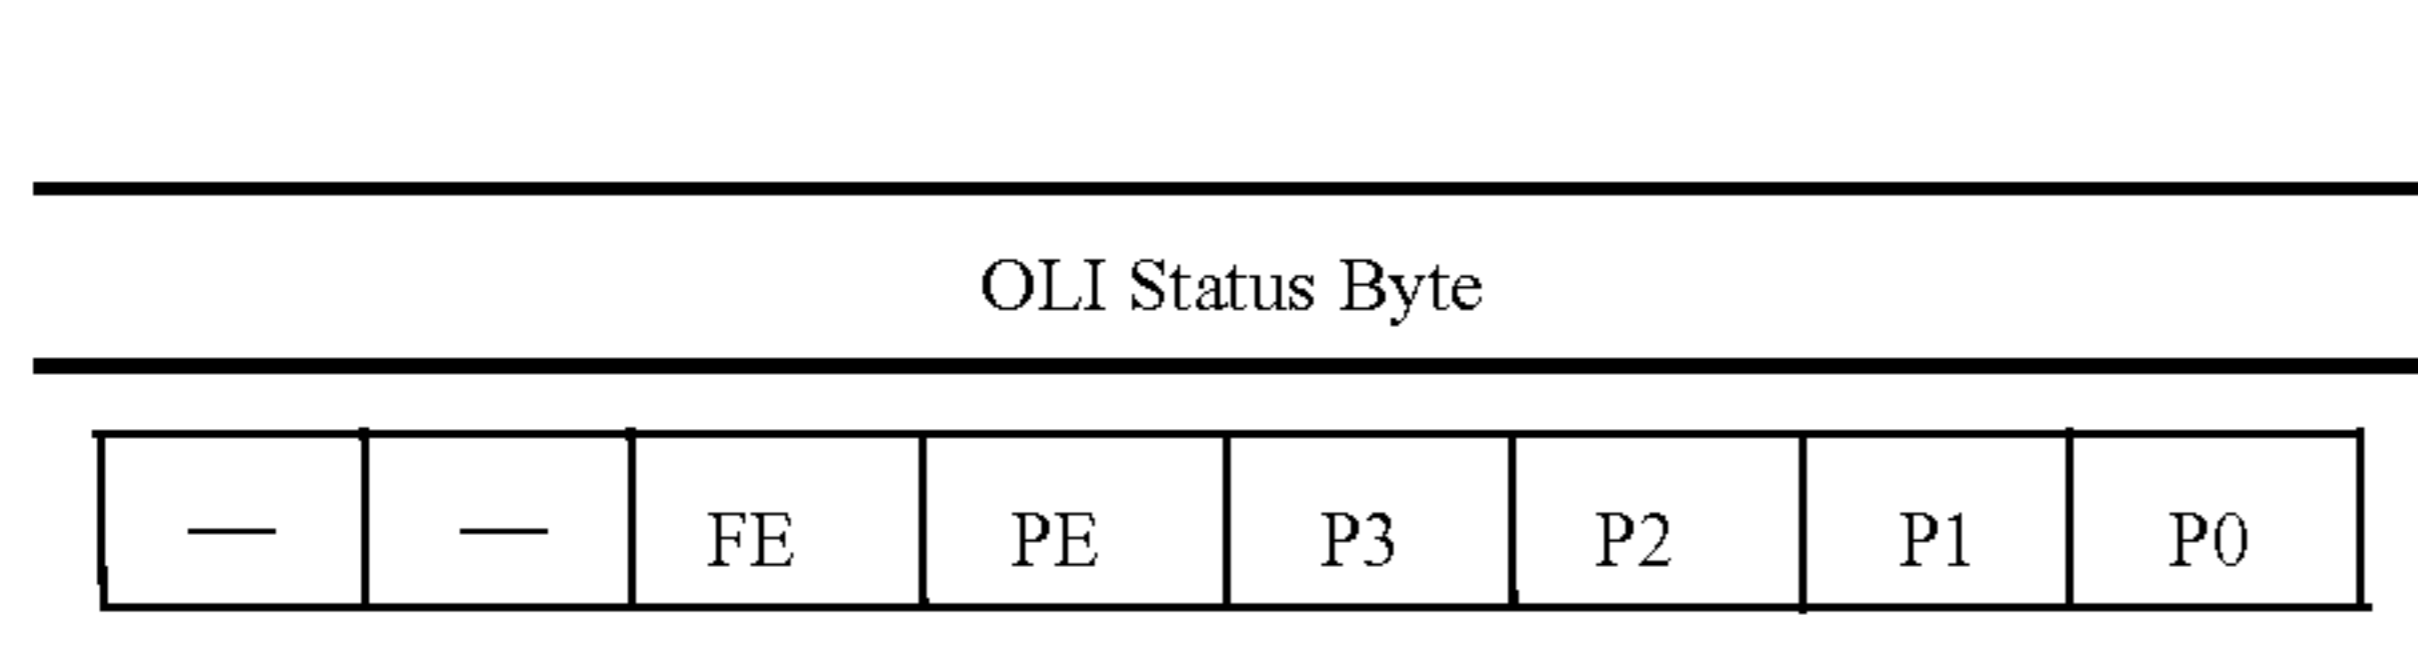 OLI Status Byte
— — FE PE P3 P2 P1 P0